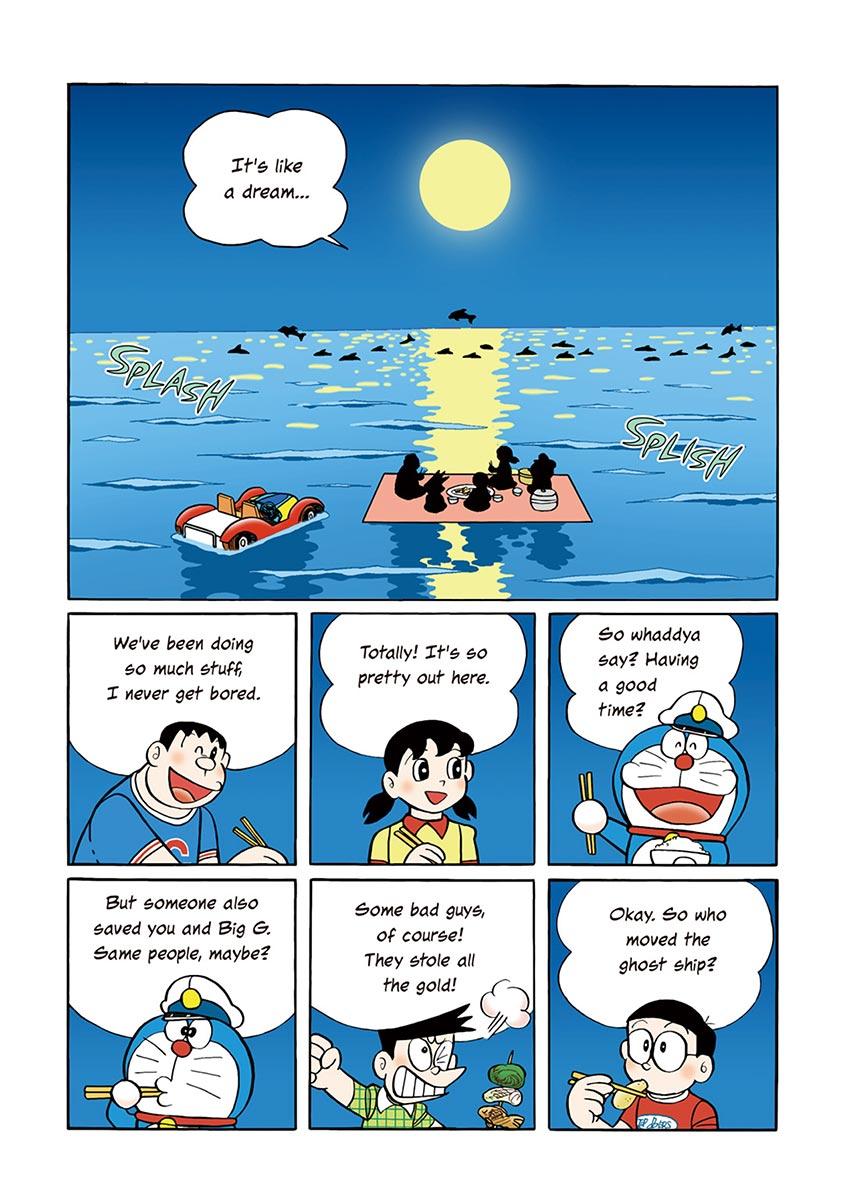 It's like
a dream...
SPLASH
SPLISH
So whaddya
say? Having
a good
time?
Totally! It's so
pretty out here.
We've been doing
so much stuff,
I never get bored.
C
Okay. So who
moved the
ghost ship?
Some bad guys,
of course!
They stole all
the gold!
But someone also
saved you and Big G.
Same people, maybe?